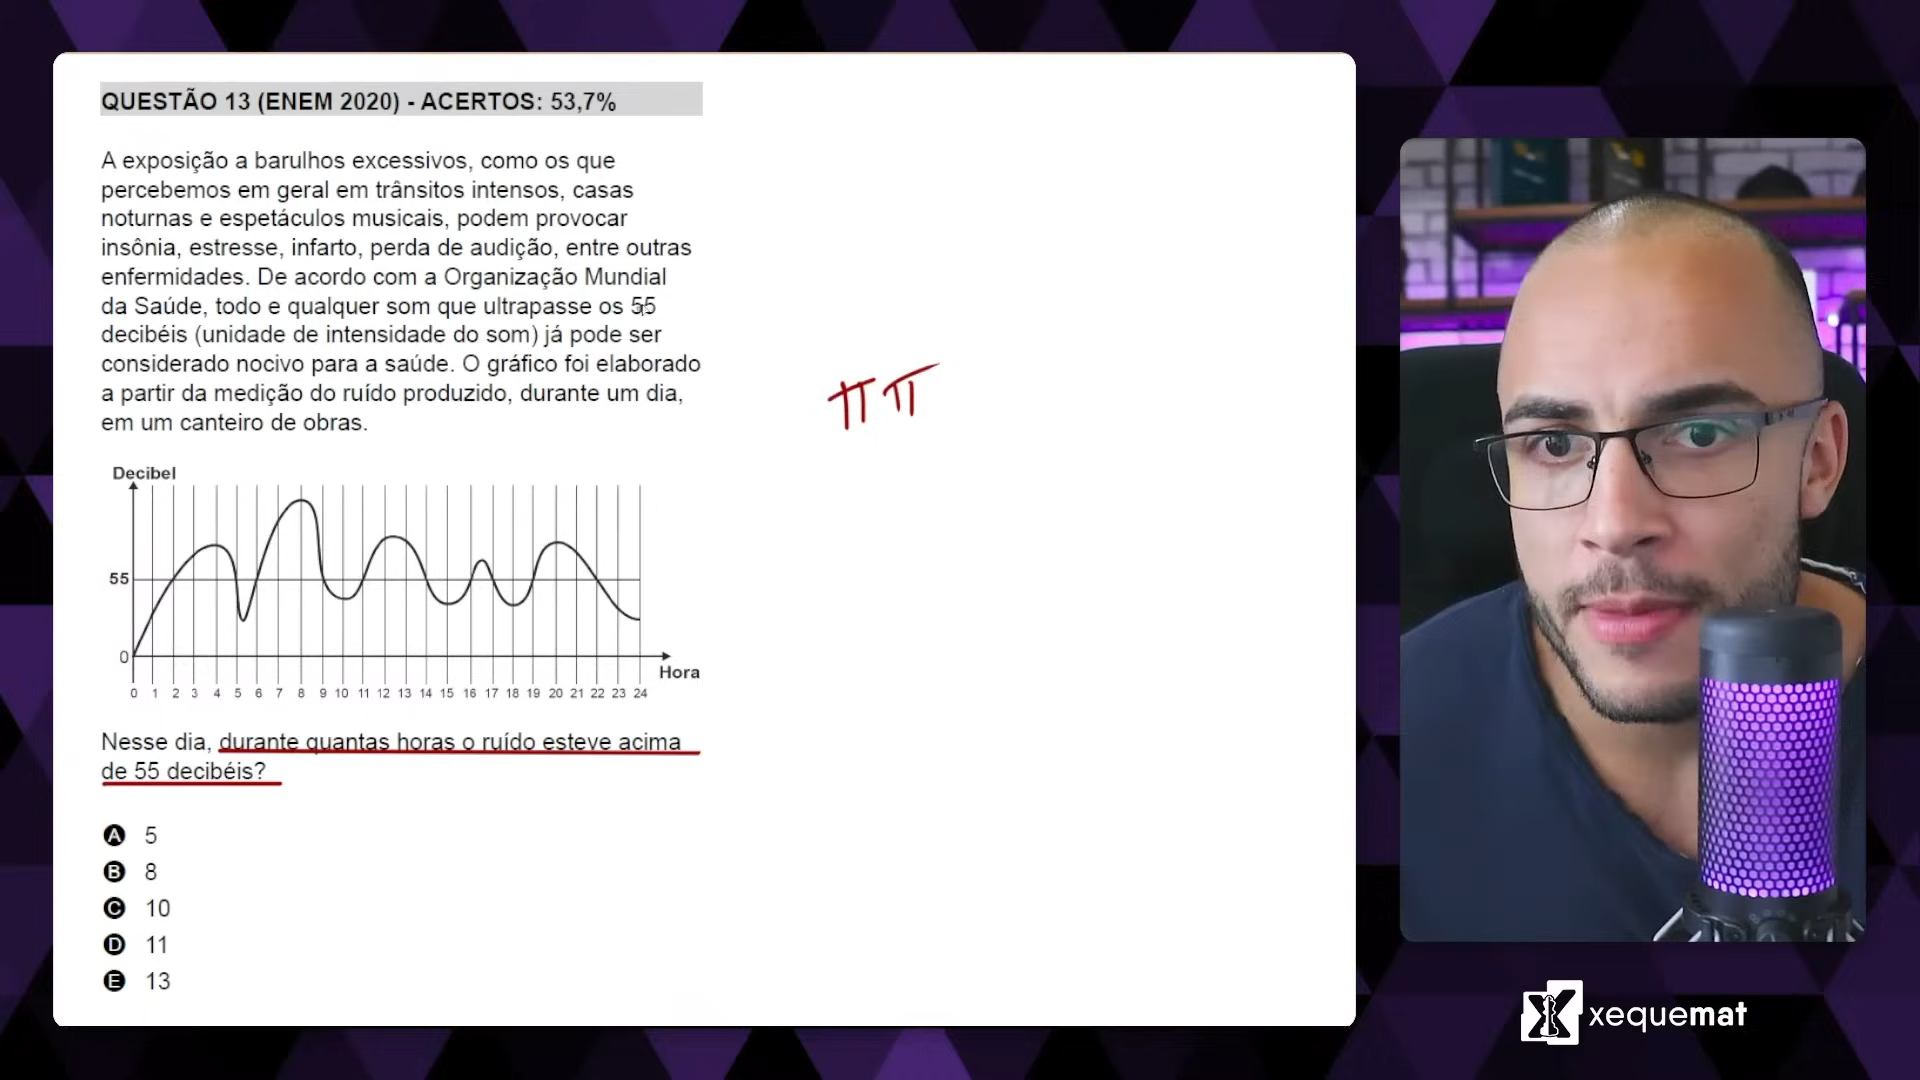 QUESTÃO 13 (ENEM 2020) - ACERTOS: 53,7%
A exposição a barulhos excessivos, como os que
percebemos em geral em trânsitos intensos, casas
noturnas e espetáculos musicais, podem provocar
insônia, estresse, infarto, perda de audição, entre outras
enfermidades. De acordo com a Organização Mundial
da Saúde, todo e qualquer som que ultrapasse os 55
decibéis (unidade de intensidade do som) já pode ser
considerado nocivo para a saúde. O gráfico foi elaborado
a partir da medição do ruído produzido, durante um dia,
em um canteiro de obras.
π π
Decibel
55
0
Hora
0 1 2 3 4 5 6 7 8 9 10 11 12 13 14 15 16 17 18 19 20 21 22 23 24
Nesse dia, durante quantas horas o ruído esteve acima
de 55 decibéis?
A 5
B 8
C 10
D 11
E 13
xequemat